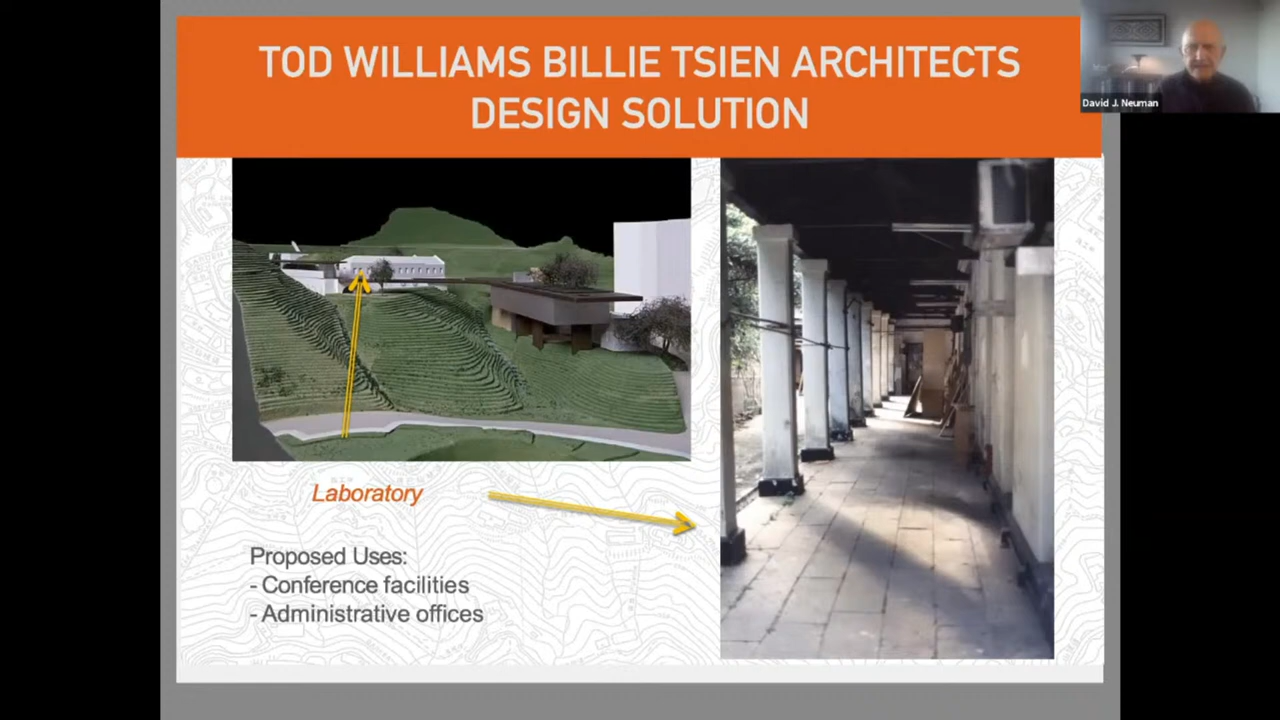 TOD WILLIAMS BILLIE TSIEN ARCHITECTS
DESIGN SOLUTION
David J. Neuman
Laboratory
Proposed Uses:
- Conference facilities
- Administrative offices